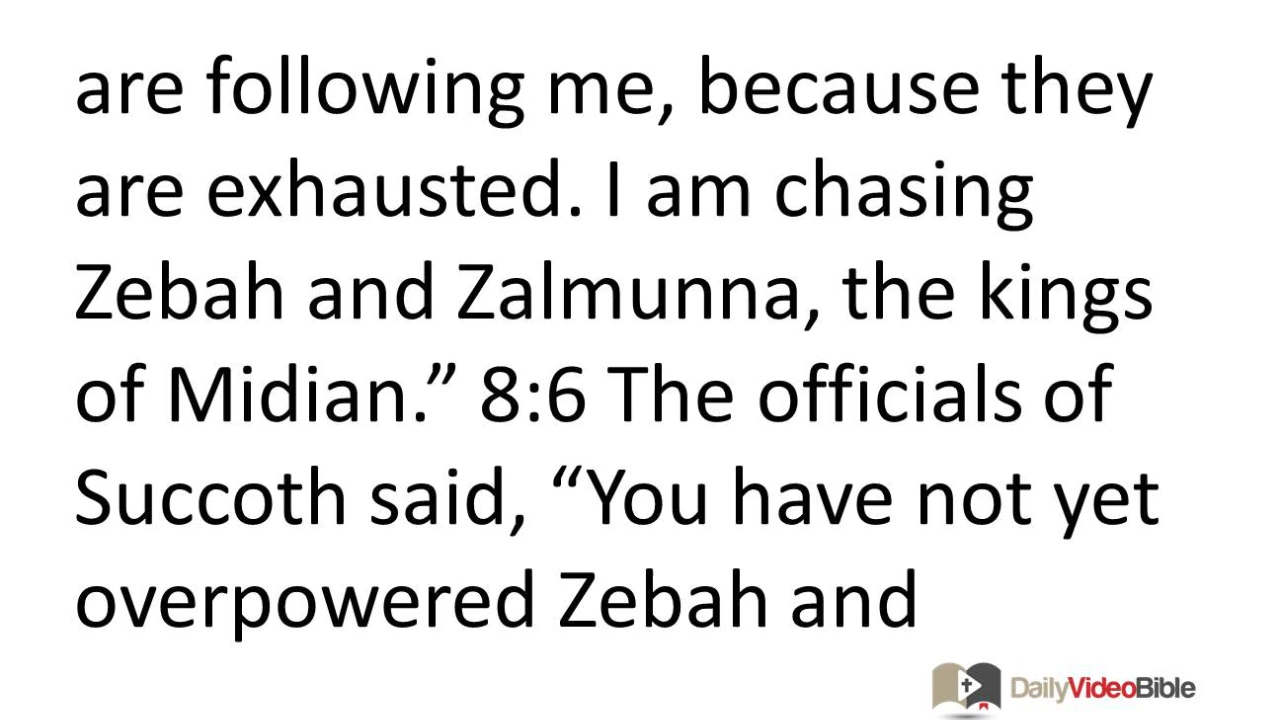 are following me, because they
are exhausted. I am chasing
Zebah and Zalmunna, the kings
of Midian.” 8:6 The officials of
Succoth said, “You have not yet
overpowered Zebah and
DailyVideoBible